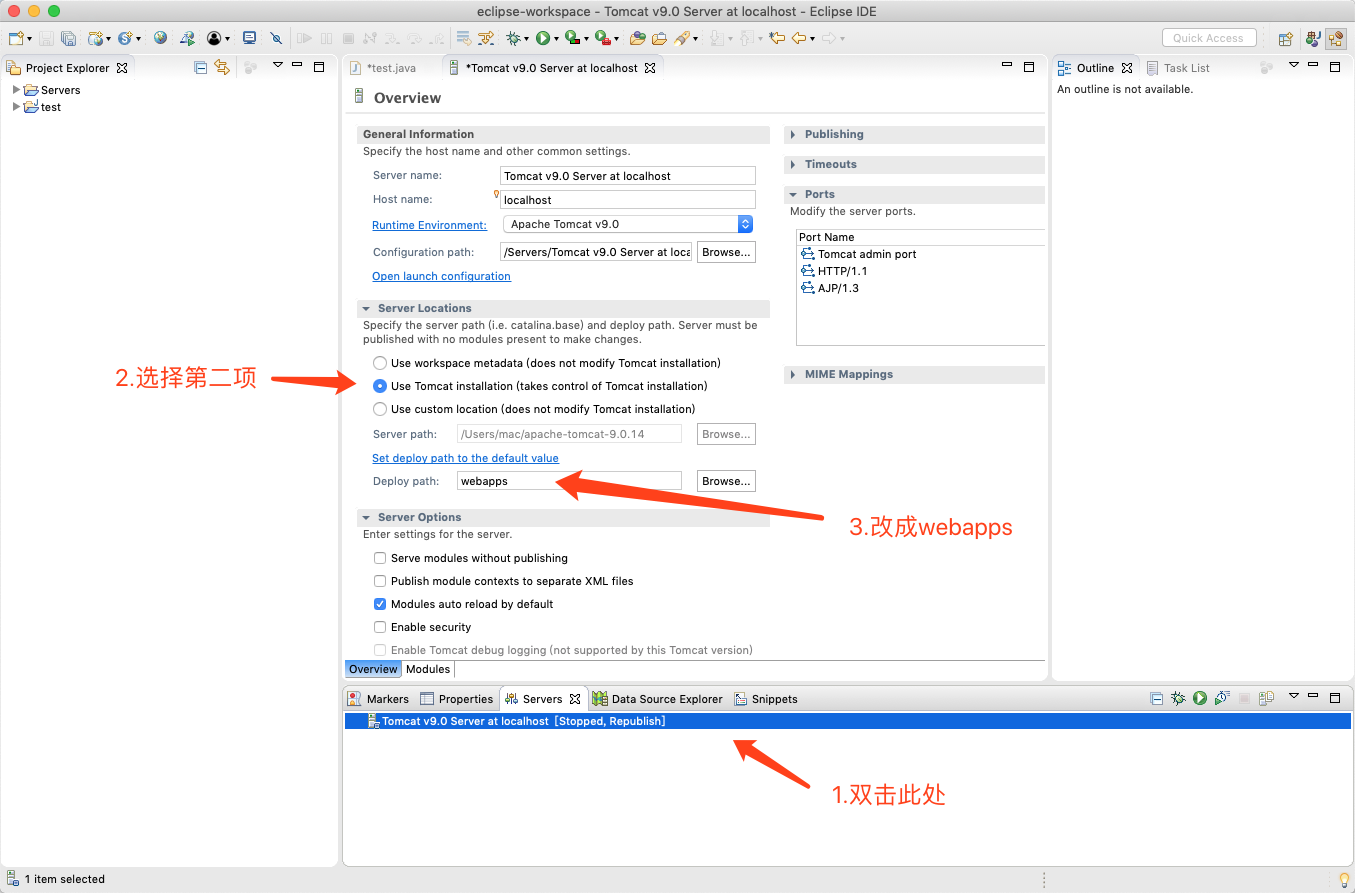 eclipse-workspace - Tomcat v9.0 Server at localhost - Eclipse IDE
Quick Access
Project Explorer
*test.java
*Tomcat v9.0 Server at localhost
Outline
Task List
Servers
test
An outline is not available.
Overview
General Information
Specify the host name and other common settings.
Server name:
Tomcat v9.0 Server at localhost
Host name:
localhost
Runtime Environment:
Apache Tomcat v9.0
Configuration path:
/Servers/Tomcat v9.0 Server at loca
Browse...
Open launch configuration
Publishing
Timeouts
Ports
Modify the server ports.
Port Name
Tomcat admin port
HTTP/1.1
AJP/1.3
MIME Mappings
Server Locations
Specify the server path (i.e. catalina.base) and deploy path. Server must be
published with no modules present to make changes.
Use workspace metadata (does not modify Tomcat installation)
2.选择第二项
Use Tomcat installation (takes control of Tomcat installation)
Use custom location (does not modify Tomcat installation)
Server path:
/Users/mac/apache-tomcat-9.0.14
Browse...
Set deploy path to the default value
Deploy path:
webapps
Browse...
3.改成webapps
Server Options
Enter settings for the server.
Serve modules without publishing
Publish module contexts to separate XML files
Modules auto reload by default
Enable security
Enable Tomcat debug logging (not supported by this Tomcat version)
Overview
Modules
Markers
Properties
Servers
Data Source Explorer
Snippets
Tomcat v9.0 Server at localhost [Stopped, Republish]
1.双击此处
1 item selected